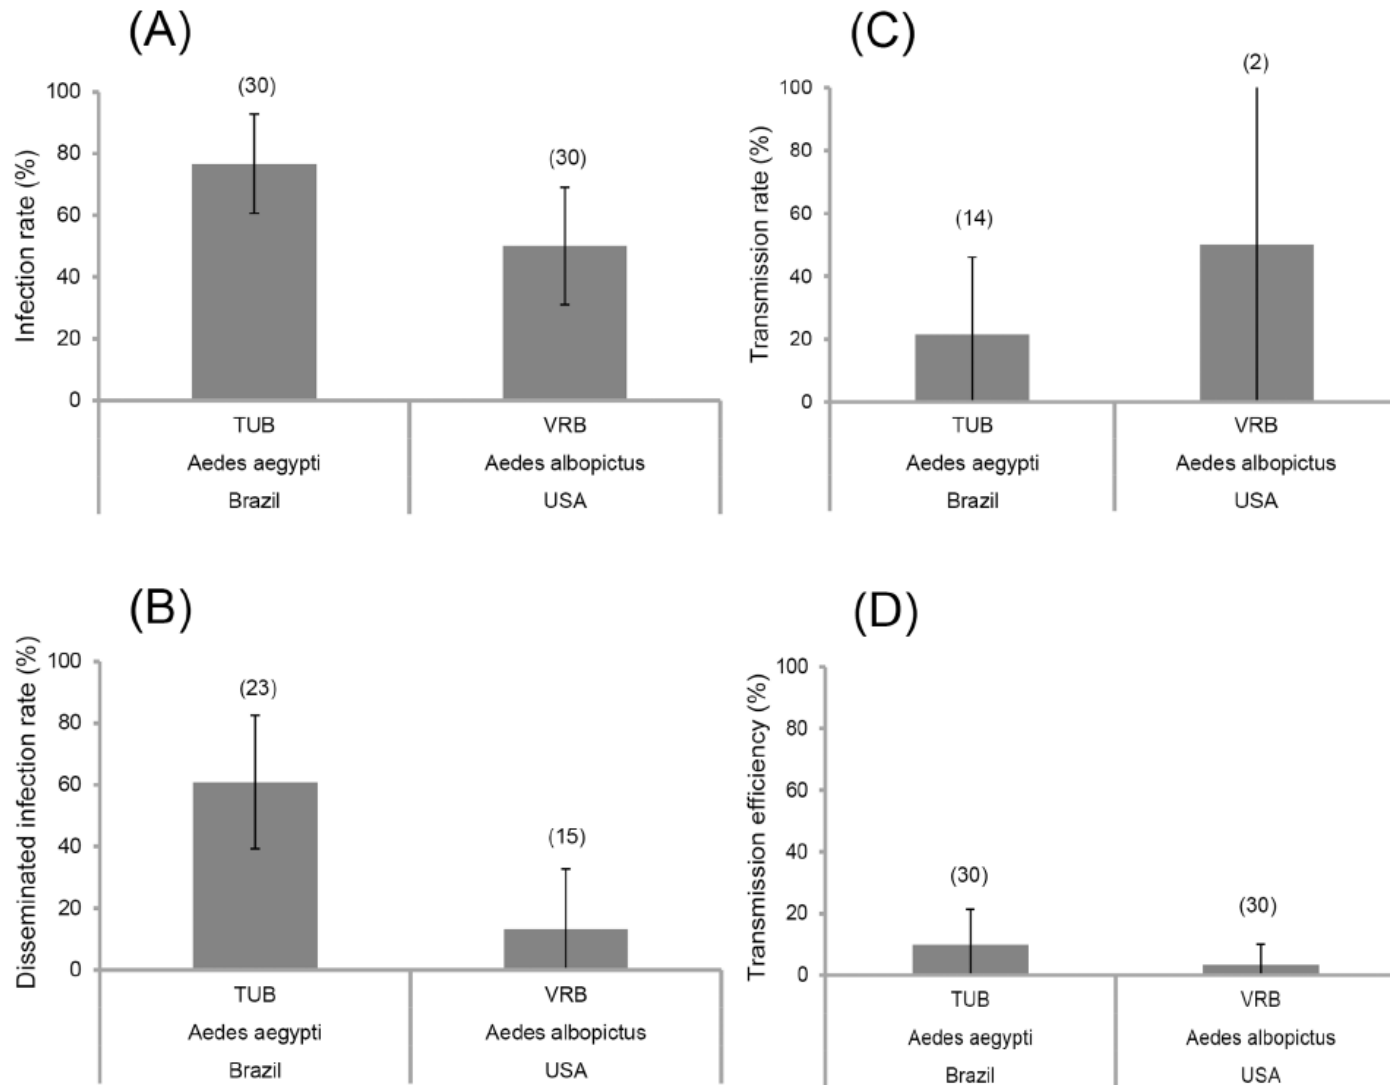 (A)
(30)
(30)
Infection rate (%)
100
80
60
40
20
0
TUB
VRB
Aedes aegypti
Aedes albopictus
Brazil
USA
(C)
(2)
(14)
Transmission rate (%)
100
80
60
40
20
0
TUB
VRB
Aedes aegypti
Aedes albopictus
Brazil
USA
(B)
(23)
(15)
Disseminated infection rate (%)
100
80
60
40
20
0
TUB
VRB
Aedes aegypti
Aedes albopictus
Brazil
USA
(D)
(30)
(30)
Transmission efficiency (%)
100
80
60
40
20
0
TUB
VRB
Aedes aegypti
Aedes albopictus
Brazil
USA